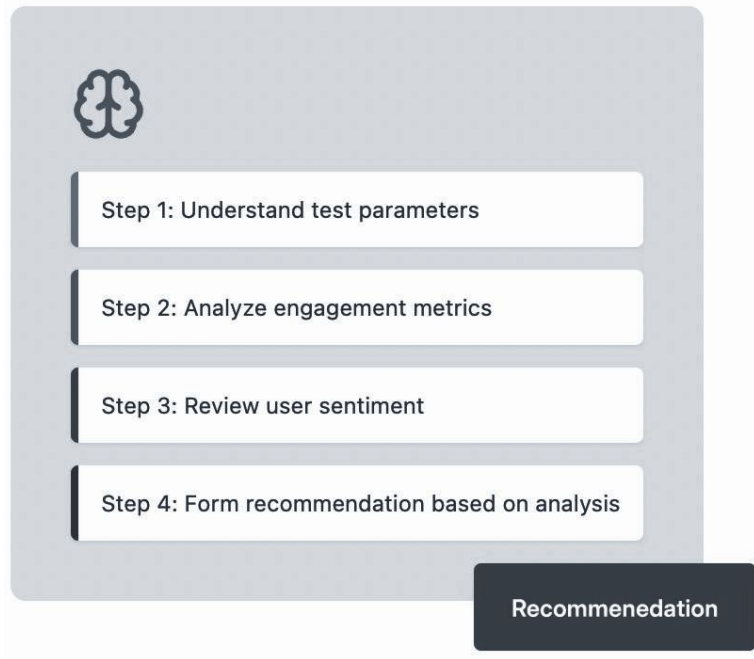 Step 1: Understand test parameters
Step 2: Analyze engagement metrics
Step 3: Review user sentiment
Step 4: Form recommendation based on analysis
Recommenedation